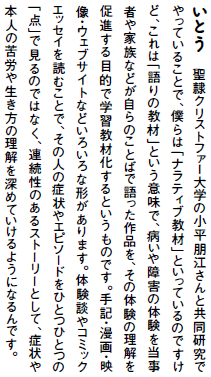 いとう　聖隷クリストファー大学の小平朋江さんと共同研究で
やっていることで、僕らは「ナラティブ教材」といっているのですけ
ど、これは「語りの教材」という意味で、病いや障害の体験を当事
者や家族などが自らのことばで語った作品を、その体験の理解を
促進する目的で学習教材化するというものです。手記・漫画・映
像・ウェブサイトなどいろいろな形があります。体験談やコミック
エッセイを読むことで、その人の症状やエピソードをひとつひとつの
「点」で見るのではなく、連続性のあるストーリーとして、症状や
本人の苦労や生き方の理解を深めていけるようになるんです。